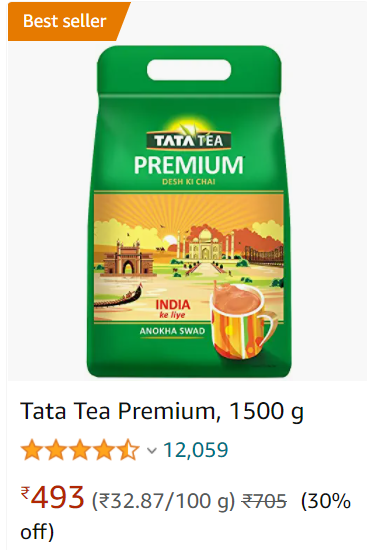 Best seller
TATA TEA
PREMIUM
DESH KI CHAI
INDIA
ke liye
ANOKHA SWAD
Tata Tea Premium, 1500 g
12,059
₹493 (₹32.87/100 g) ₹705 (30%
off)